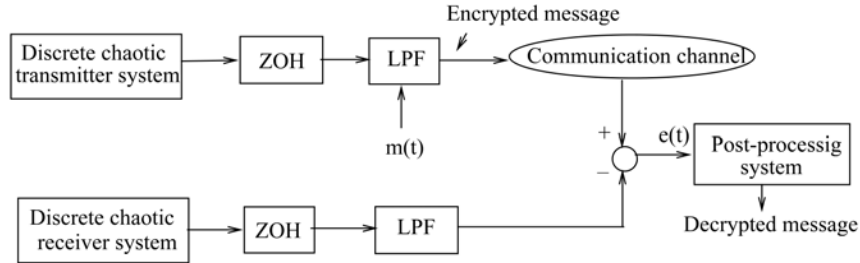 Encrypted message
Discrete chaotic
transmitter system
ZOH
LPF
Communication channel
m(t)
+
−
e(t)
Post-processig
system
Decrypted message
Discrete chaotic
receiver system
ZOH
LPF